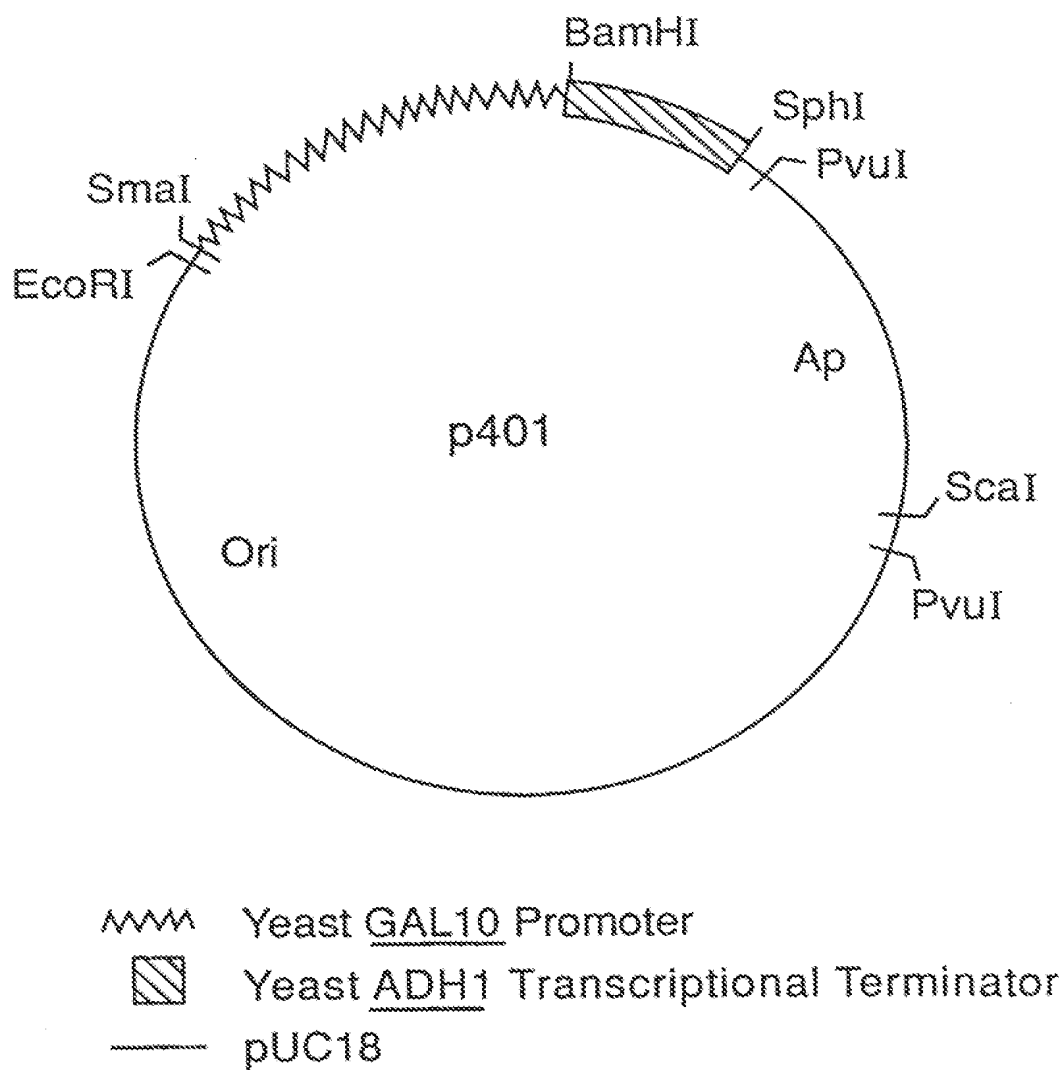 BamHI
SphI
PvuI
SmaI
EcoRI
Ap
p401
ScaI
Ori
PvuI
Yeast GAL10 Promoter
Yeast ADH1 Transcriptional Terminator
pUC18